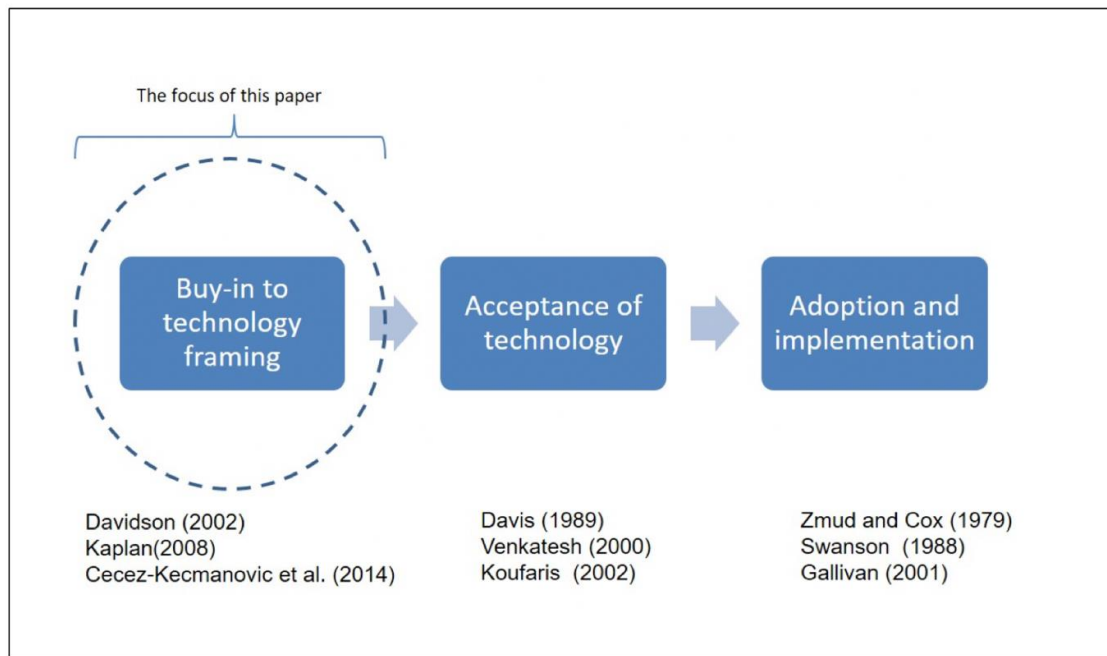 The focus of this paper
Buy-in to
technology
framing
Acceptance of
technology
Adoption and
implementation
Davidson (2002)
Kaplan(2008)
Cecez-Kecmanovic et al. (2014)
Davis (1989)
Venkatesh (2000)
Koufaris  (2002)
Zmud and Cox (1979)
Swanson  (1988)
Gallivan (2001)